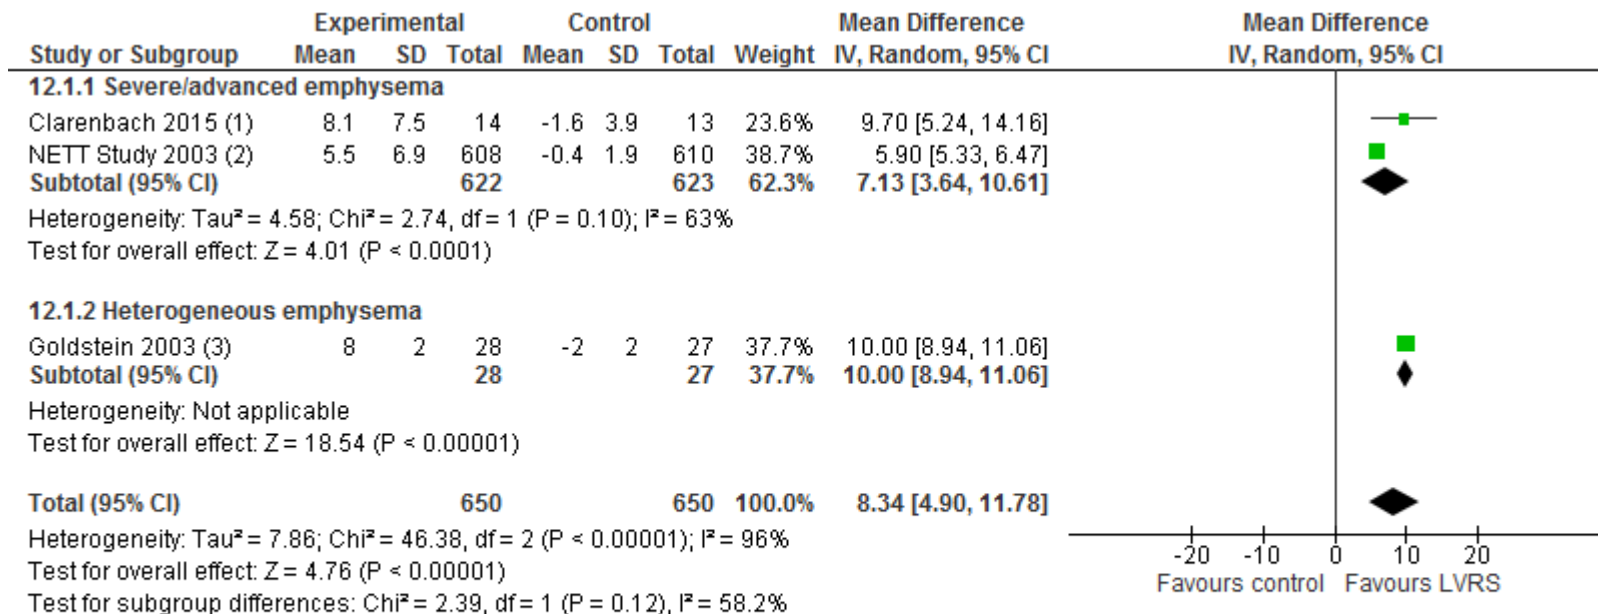 Experimental Control Mean Difference Mean Difference
Study or Subgroup Mean SD Total Mean SD Total Weight IV, Random, 95% CI IV, Random, 95% CI
12.1.1 Severe/advanced emphysema
Clarenbach 2015 (1) 8.1 7.5 14 -1.6 3.9 13 23.6% 9.70 [5.24, 14.16]
NETT Study 2003 (2) 5.5 6.9 608 -0.4 1.9 610 38.7% 5.90 [5.33, 6.47]
Subtotal (95% CI) 622 623 62.3% 7.13 [3.64, 10.61]
Heterogeneity: Tau² = 4.58; Chi² = 2.74, df = 1 (P = 0.10); I² = 63%
Test for overall effect: Z = 4.01 (P < 0.0001)
12.1.2 Heterogeneous emphysema
Goldstein 2003 (3) 8 2 28 -2 2 27 37.7% 10.00 [8.94, 11.06]
Subtotal (95% CI) 28 27 37.7% 10.00 [8.94, 11.06]
Heterogeneity: Not applicable
Test for overall effect: Z = 18.54 (P < 0.00001)
Total (95% CI) 650 650 100.0% 8.34 [4.90, 11.78]
Heterogeneity: Tau² = 7.86; Chi² = 46.38, df = 2 (P < 0.00001); I² = 96%
Test for overall effect: Z = 4.76 (P < 0.00001)
Test for subgroup differences: Chi² = 2.39, df = 1 (P = 0.12), I² = 58.2%
-20 -10 0 10 20
Favours control Favours LVRS